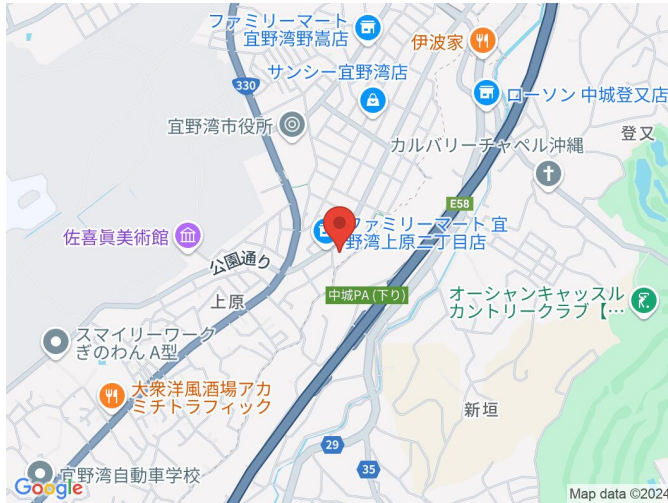 ファミリーマート
宜野湾野嵩店
伊波家
330
サンシー宜野湾店
ローソン 中城登又店
宜野湾市役所
登又
カルバリーチャペル沖縄
E58
ファミリーマート 宜
野湾上原二丁目店
佐喜眞美術館
公園通り
中城PA (下り)
上原
オーシャンキャッスル
カントリークラブ【…
スマイリーワーク
ぎのわん A型
大衆洋風酒場アカ
ミチトラフィック
新垣
29
35
宜野湾自動車学校
Google
Map data ©2024